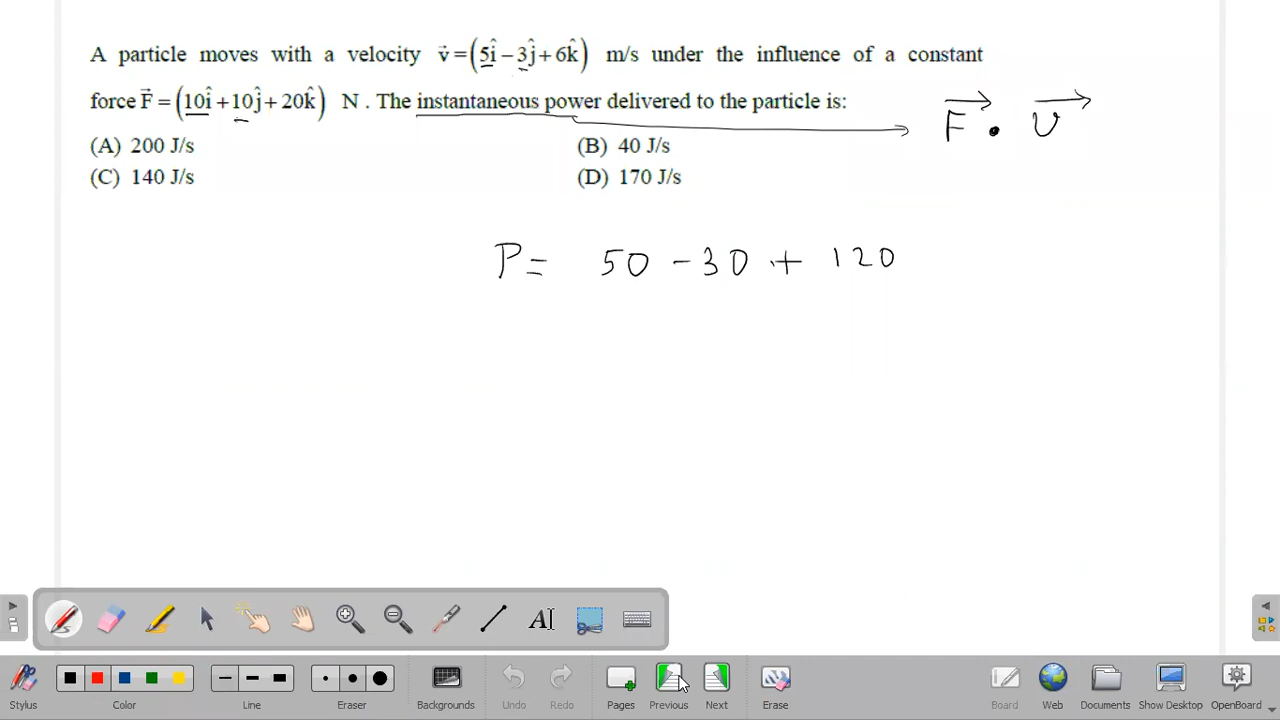 A particle moves with a velocity v⃗ = (5î − 3ĵ + 6k̂) m/s under the influence of a constant
force F⃗ = (10î + 10ĵ + 20k̂) N . The instantaneous power delivered to the particle is:
F⃗ • v⃗
(A) 200 J/s (B) 40 J/s
(C) 140 J/s (D) 170 J/s
P = 50 - 30 + 120
Stylus Color Line Eraser Backgrounds Undo Redo Pages Previous Next Erase Board Web Documents Show Desktop OpenBoard